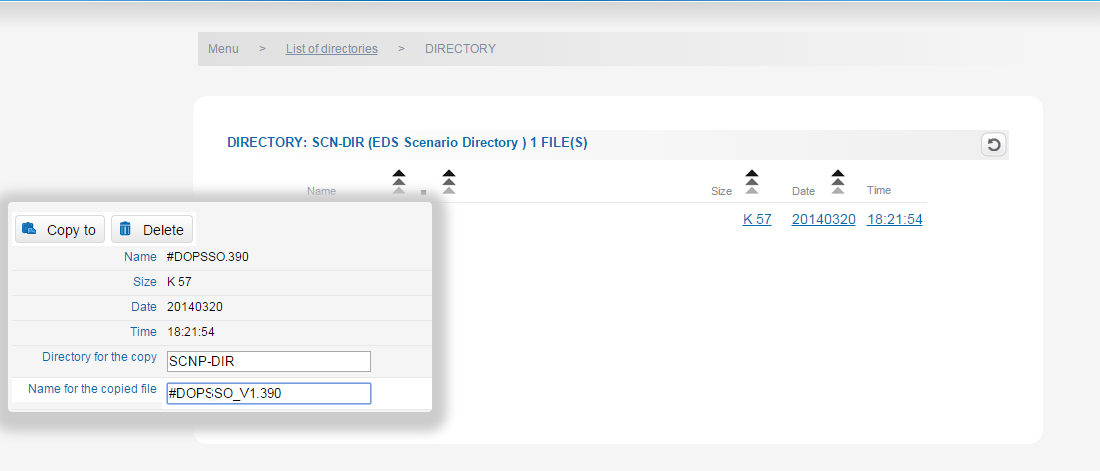 Menu > List of directories > DIRECTORY
DIRECTORY: SCN-DIR (EDS Scenario Directory ) 1 FILE(S)
Name Size Date Time
K 57 20140320 18:21:54
Copy to Delete
Name #DOPSSO.390
Size K 57
Date 20140320
Time 18:21:54
Directory for the copy SCNP-DIR
Name for the copied file #DOPSSO_V1.390